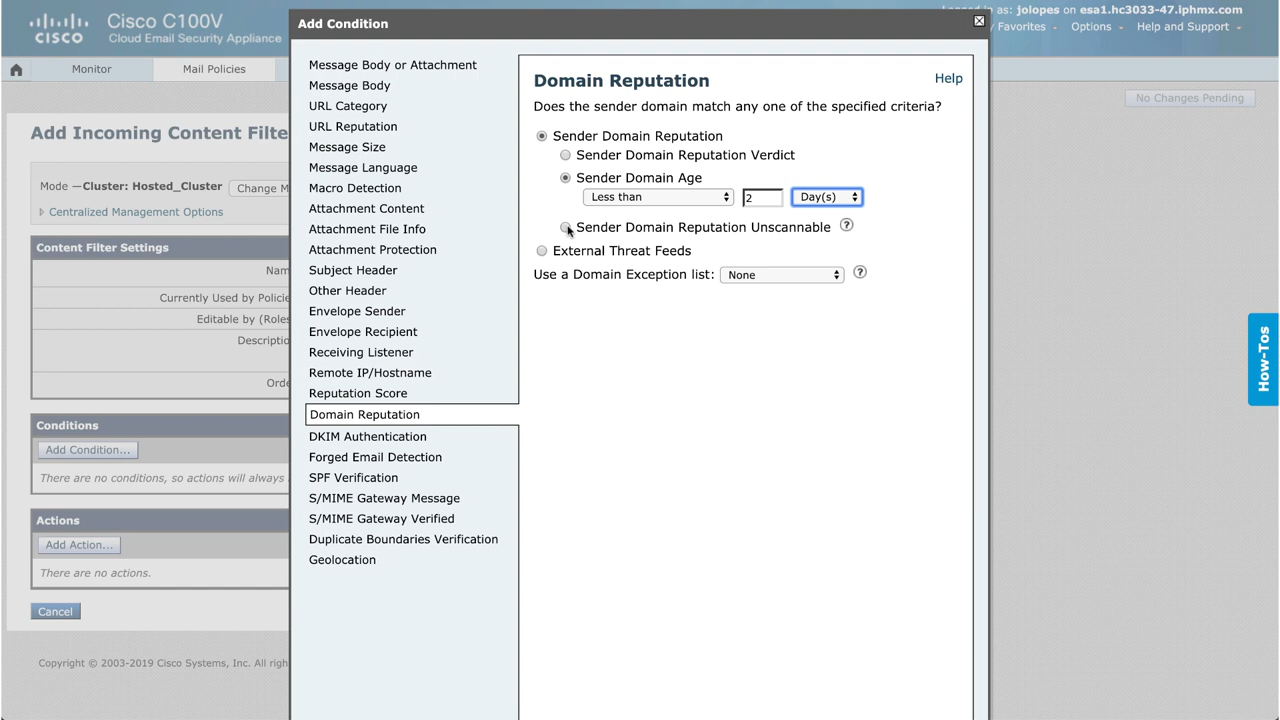 Cisco C100V
Cloud Email Security Appliance
CISCO
Logged in as: jolopes on esa1.hc3033-47.iphmx.com
Favorites Options Help and Support
Monitor Mail Policies
No Changes Pending
Add Incoming Content Filte
Mode —Cluster: Hosted_Cluster Change M
Centralized Management Options
Content Filter Settings
Nam
Currently Used by Policie
Editable by (Roles
Descriptio
Orde
Conditions
Add Condition...
There are no conditions, so actions will always
Actions
Add Action...
There are no actions.
Cancel
Copyright © 2003-2019 Cisco Systems, Inc. All righ
Add Condition
Message Body or Attachment
Message Body
URL Category
URL Reputation
Message Size
Message Language
Macro Detection
Attachment Content
Attachment File Info
Attachment Protection
Subject Header
Other Header
Envelope Sender
Envelope Recipient
Receiving Listener
Remote IP/Hostname
Reputation Score
Domain Reputation
DKIM Authentication
Forged Email Detection
SPF Verification
S/MIME Gateway Message
S/MIME Gateway Verified
Duplicate Boundaries Verification
Geolocation
Domain Reputation Help
Does the sender domain match any one of the specified criteria?
Sender Domain Reputation
Sender Domain Reputation Verdict
Sender Domain Age
Less than 2 Day(s)
Sender Domain Reputation Unscannable ?
External Threat Feeds
Use a Domain Exception list: None ?
How-Tos